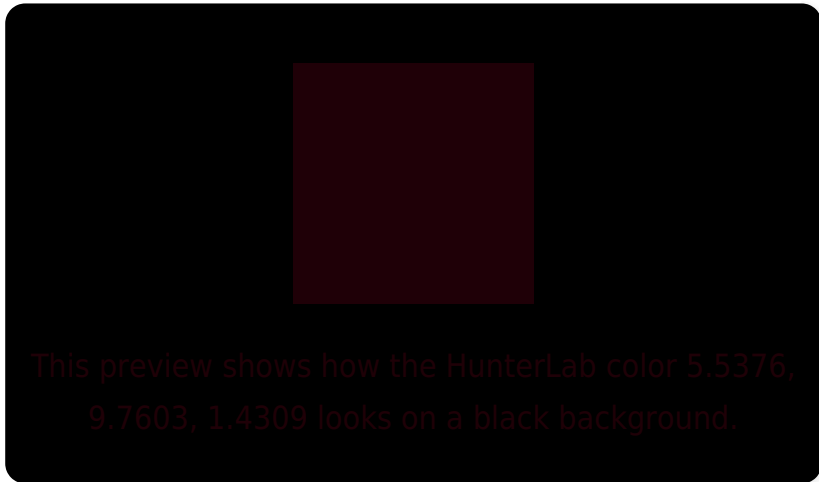 This preview shows how the HunterLab color 5.5376,
9.7603, 1.4309 looks on a black background.